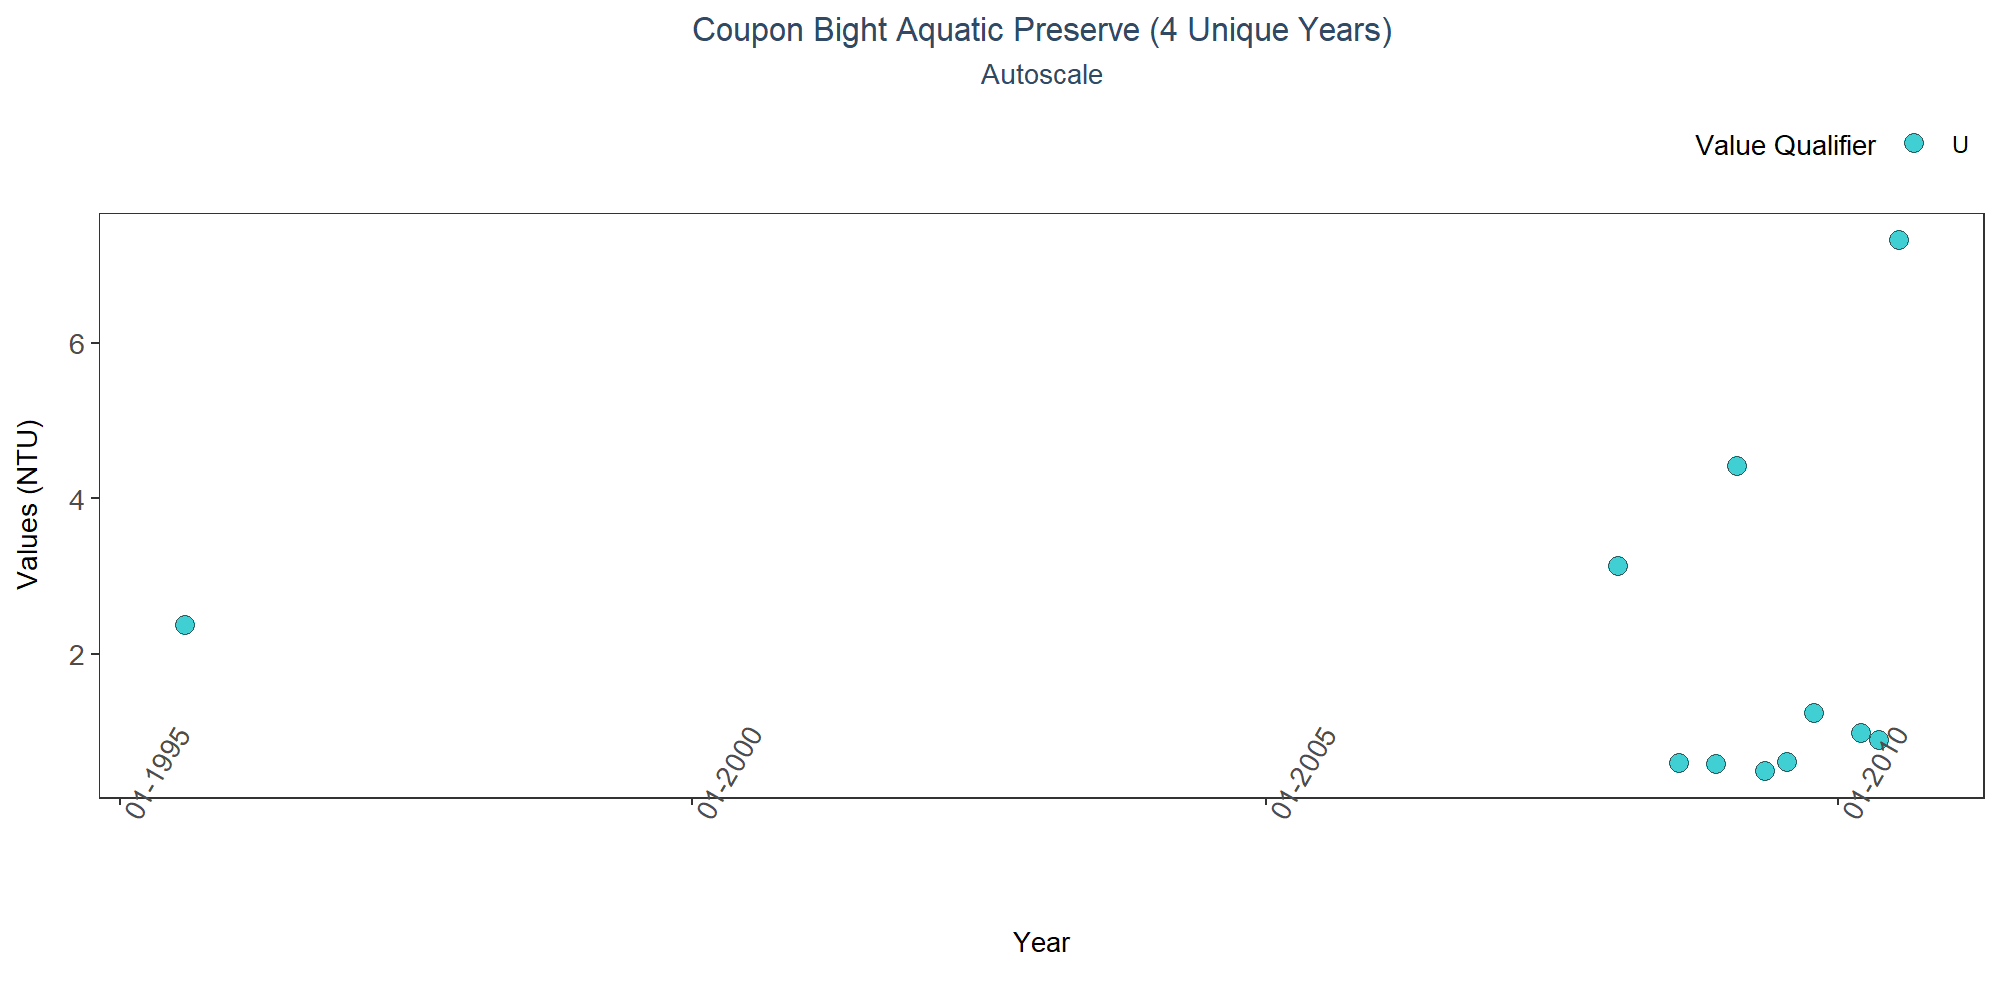 Coupon Bight Aquatic Preserve (4 Unique Years)
Autoscale
Value Qualifier U
Values (NTU)
6
4
2
01-1995 01-2000 01-2005 01-2010
Year